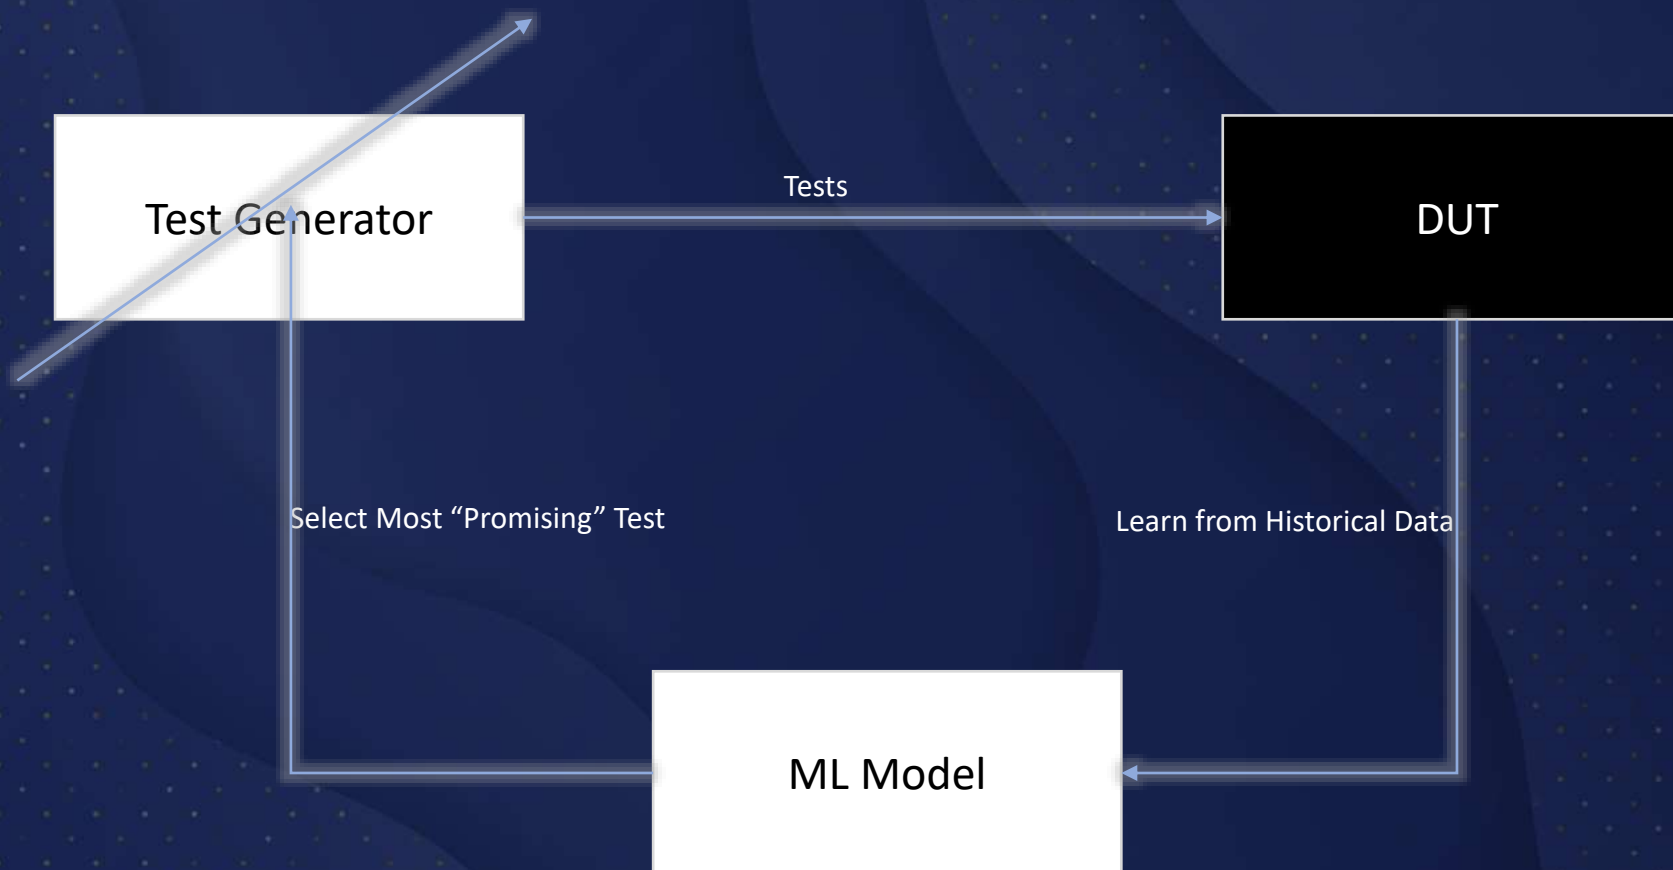 Tests
Test Generator
DUT
Select Most “Promising” Test
Learn from Historical Data
ML Model